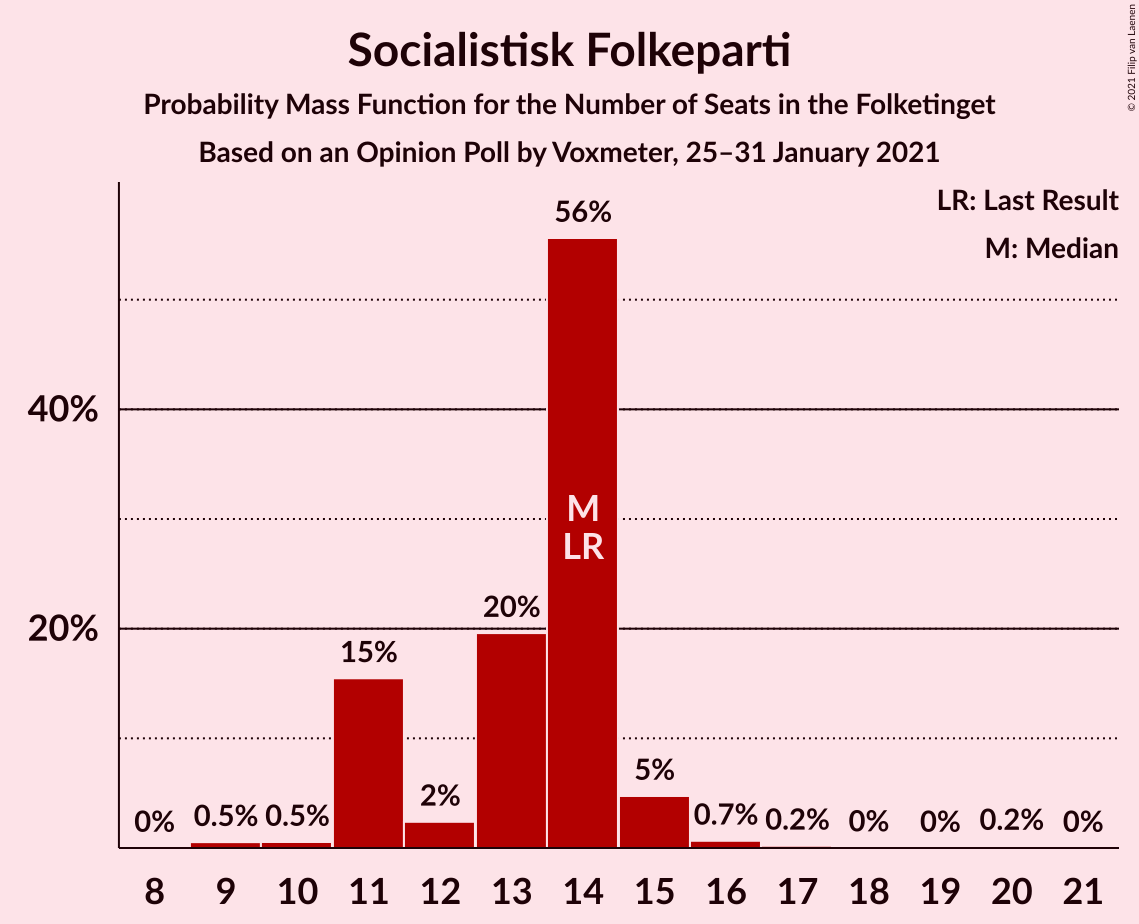 Socialistisk Folkeparti
Probability Mass Function for the Number of Seats in the Folketinget
Based on an Opinion Poll by Voxmeter, 25–31 January 2021
© 2021 Filip van Laenen
LR: Last Result
M: Median
56%
40%
M
LR
20%
20%
15%
5%
2%
0% 0.5% 0.5% 0.7% 0.2% 0% 0% 0.2% 0%
8 9 10 11 12 13 14 15 16 17 18 19 20 21